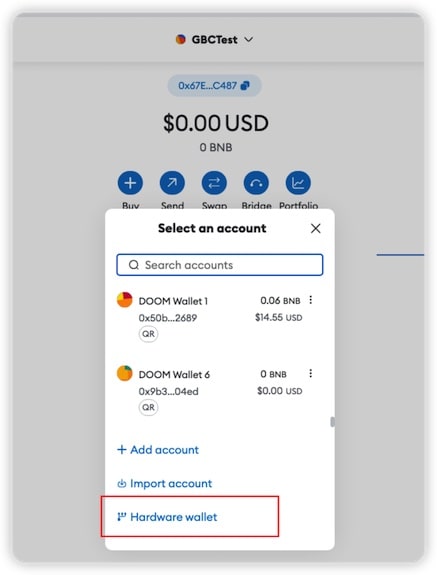 GBCTest
0x67E...C487
$0.00 USD
0 BNB
Buy Send Swap Bridge Portfolio
Select an account
Search accounts
DOOM Wallet 1 0.06 BNB
0x50b...2689 $14.55 USD
QR
DOOM Wallet 6 0 BNB
0x9b3...04ed $0.00 USD
QR
+ Add account
Import account
Hardware wallet